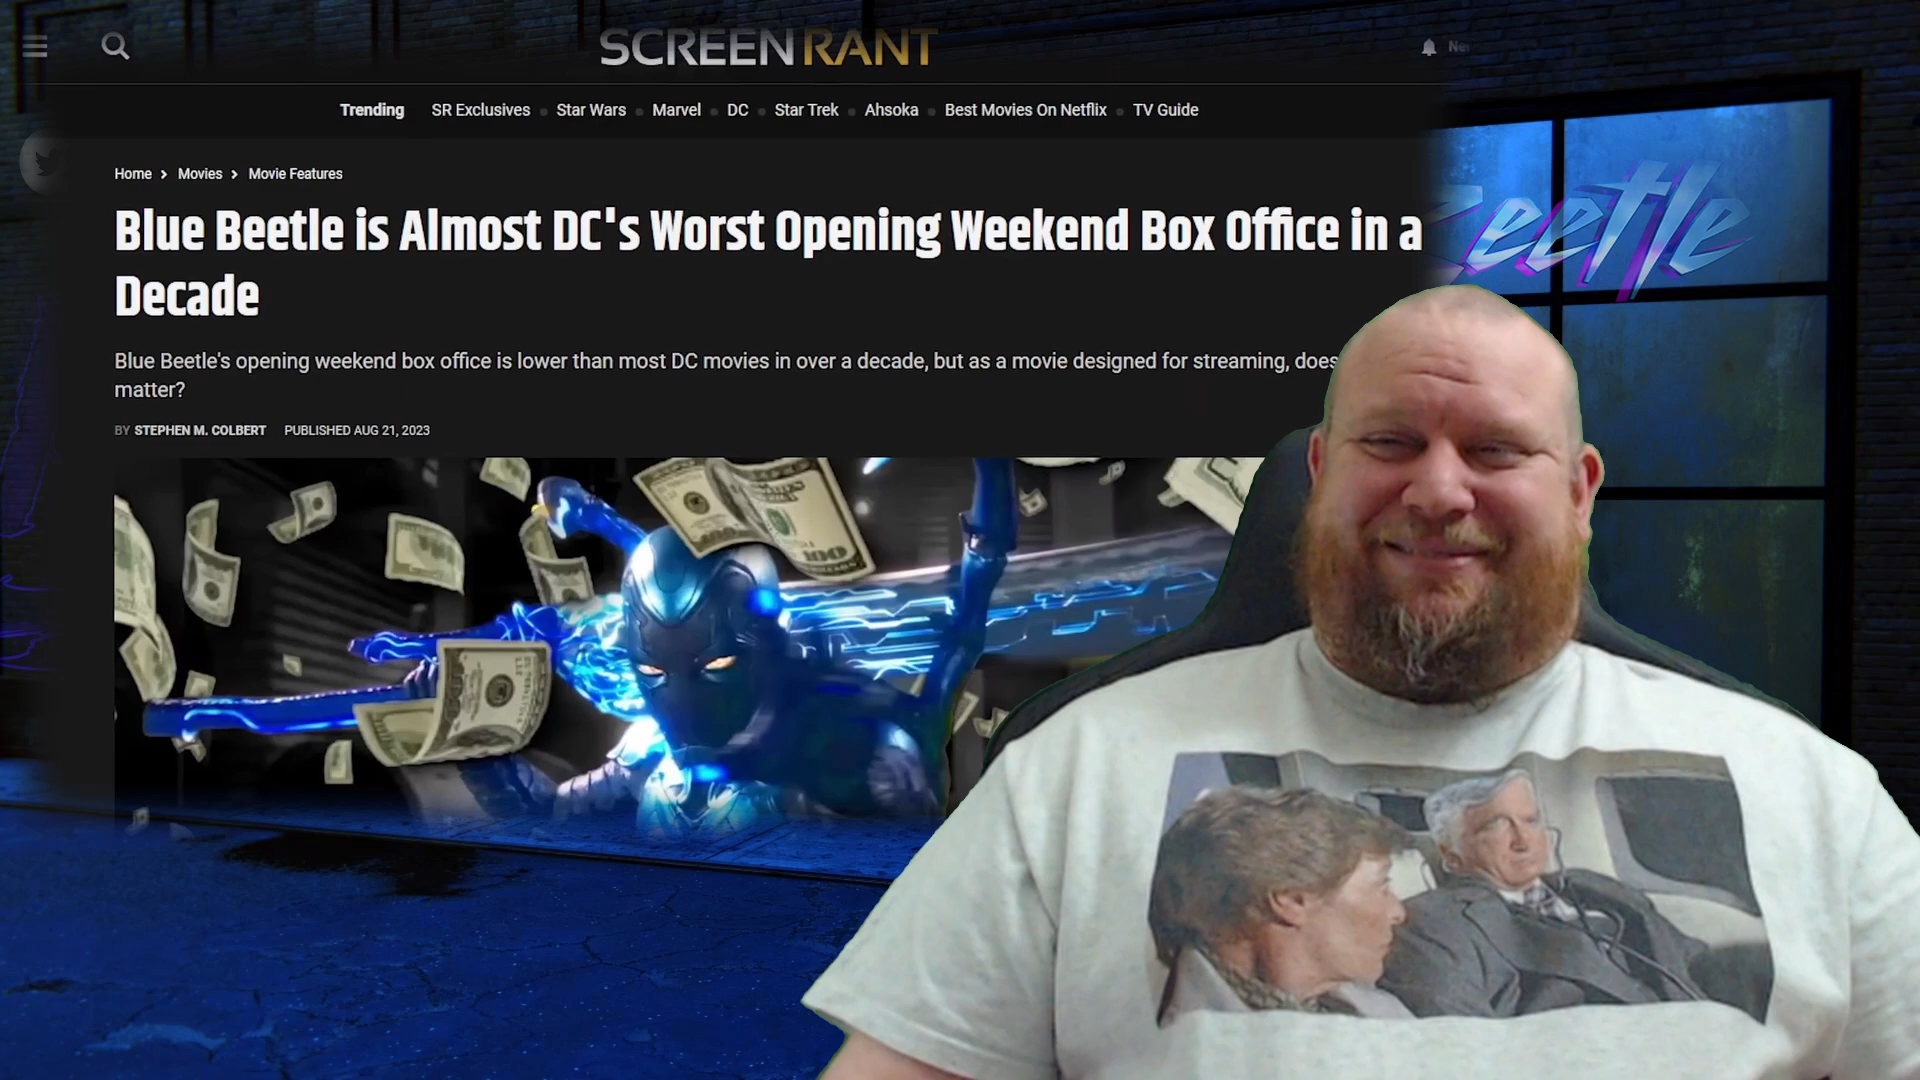 SCREENRANT
Trending SR Exclusives Star Wars Marvel DC Star Trek Ahsoka Best Movies On Netflix TV Guide
Home > Movies > Movie Features
Blue Beetle is Almost DC's Worst Opening Weekend Box Office in a
Decade
Blue Beetle's opening weekend box office is lower than most DC movies in over a decade, but as a movie designed for streaming, does
matter?
BY STEPHEN M. COLBERT PUBLISHED AUG 21, 2023
eetle
100